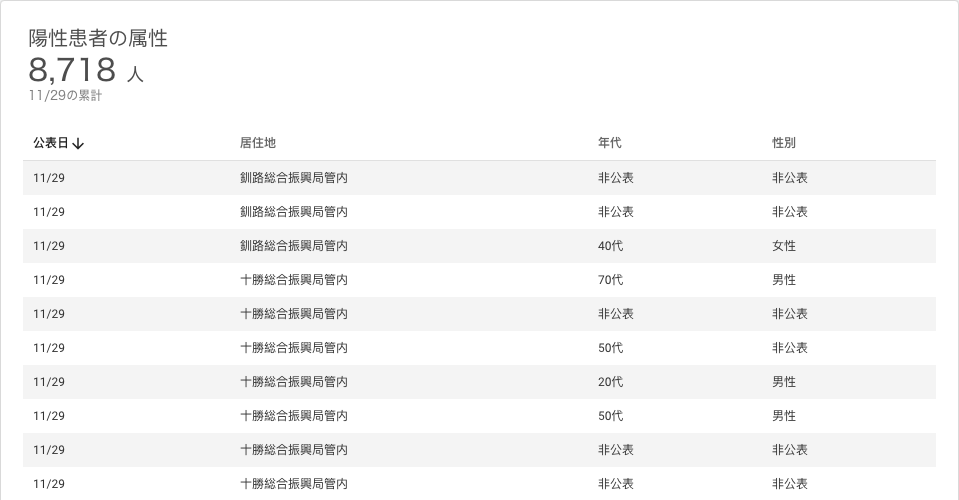 陽性患者の属性
8,718 人
11/29の累計
公表日↓ 居住地 年代 性別
11/29 釧路総合振興局管内 非公表 非公表
11/29 釧路総合振興局管内 非公表 非公表
11/29 釧路総合振興局管内 40代 女性
11/29 十勝総合振興局管内 70代 男性
11/29 十勝総合振興局管内 非公表 非公表
11/29 十勝総合振興局管内 50代 非公表
11/29 十勝総合振興局管内 20代 男性
11/29 十勝総合振興局管内 50代 男性
11/29 十勝総合振興局管内 非公表 非公表
11/29 十勝総合振興局管内 非公表 非公表